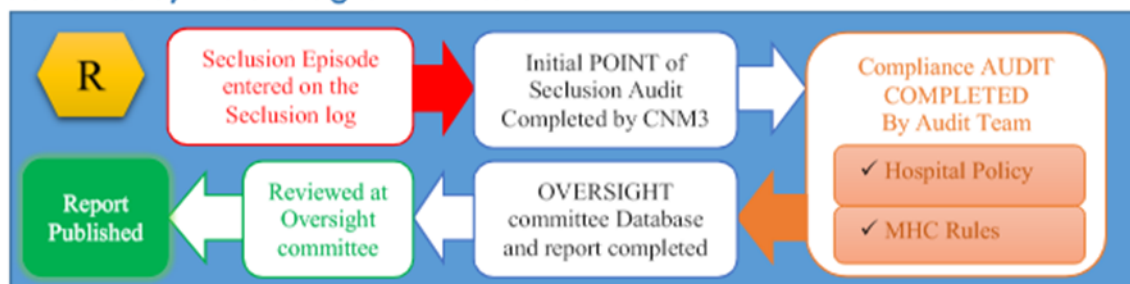 R
Seclusion Episode
entered on the
Seclusion log
Initial POINT of
Seclusion Audit
Completed by CNM3
Compliance AUDIT
COMPLETED
By Audit Team
✓ Hospital Policy
✓ MHC Rules
OVERSIGHT
committee Database
and report completed
Reviewed at
Oversight
committee
Report
Published